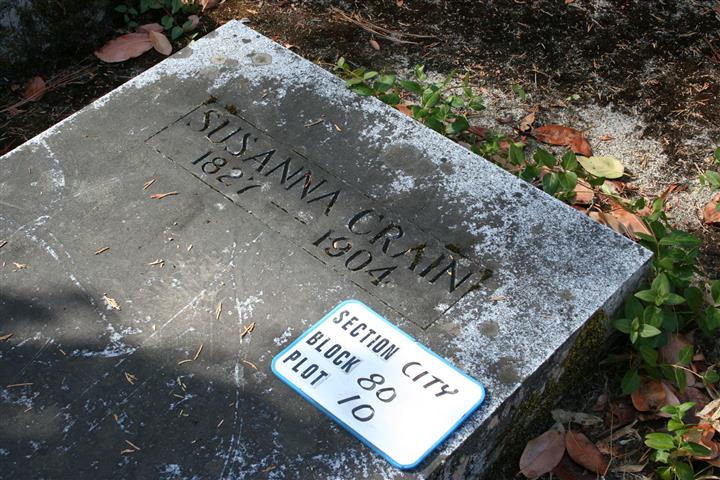 SUSANNA CRAIN
1827 1904
SECTION CITY
BLOCK 80
PLOT 10